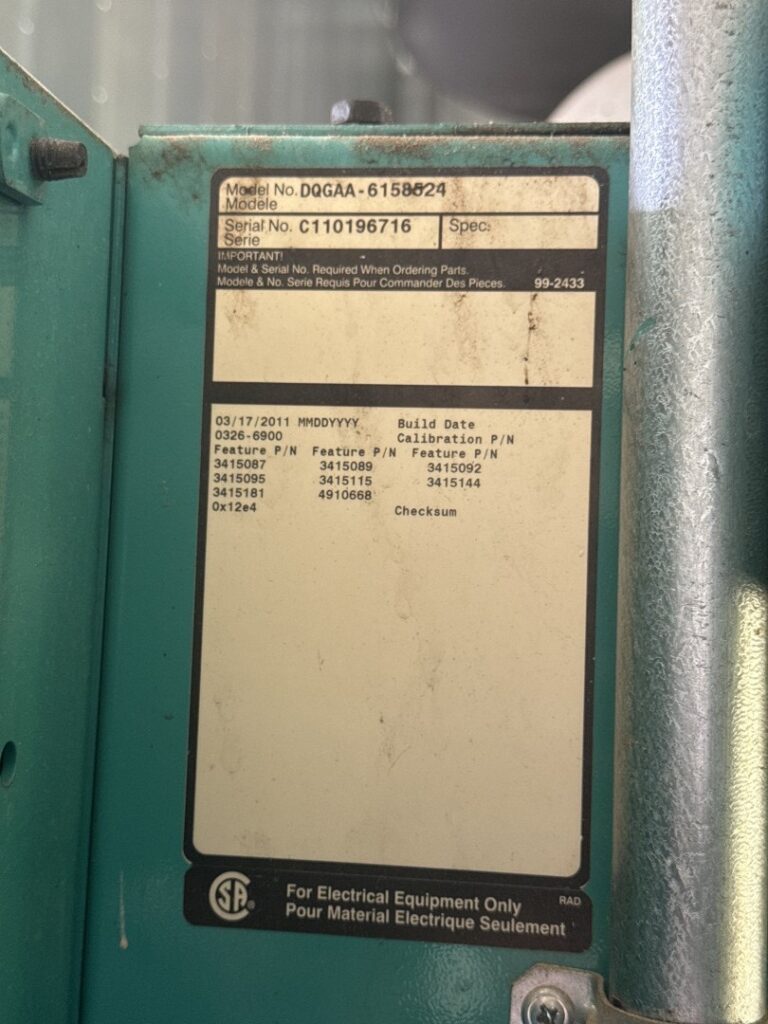 Model No. DQGAA-6158524
Modele
Serial No. C110196716 Spec:
Serie
IMPORTANT!
Model & Serial No. Required When Ordering Parts.
Modele & No. Serie Requis Pour Commander Des Pieces. 99-2433
03/17/2011 MMDDYYYY Build Date
0326-6900 Calibration P/N
Feature P/N Feature P/N Feature P/N
3415087 3415089 3415092
3415095 3415115 3415144
3415181 4910668
0x12e4 Checksum
CSA® For Electrical Equipment Only RAD
Pour Material Electrique Seulement